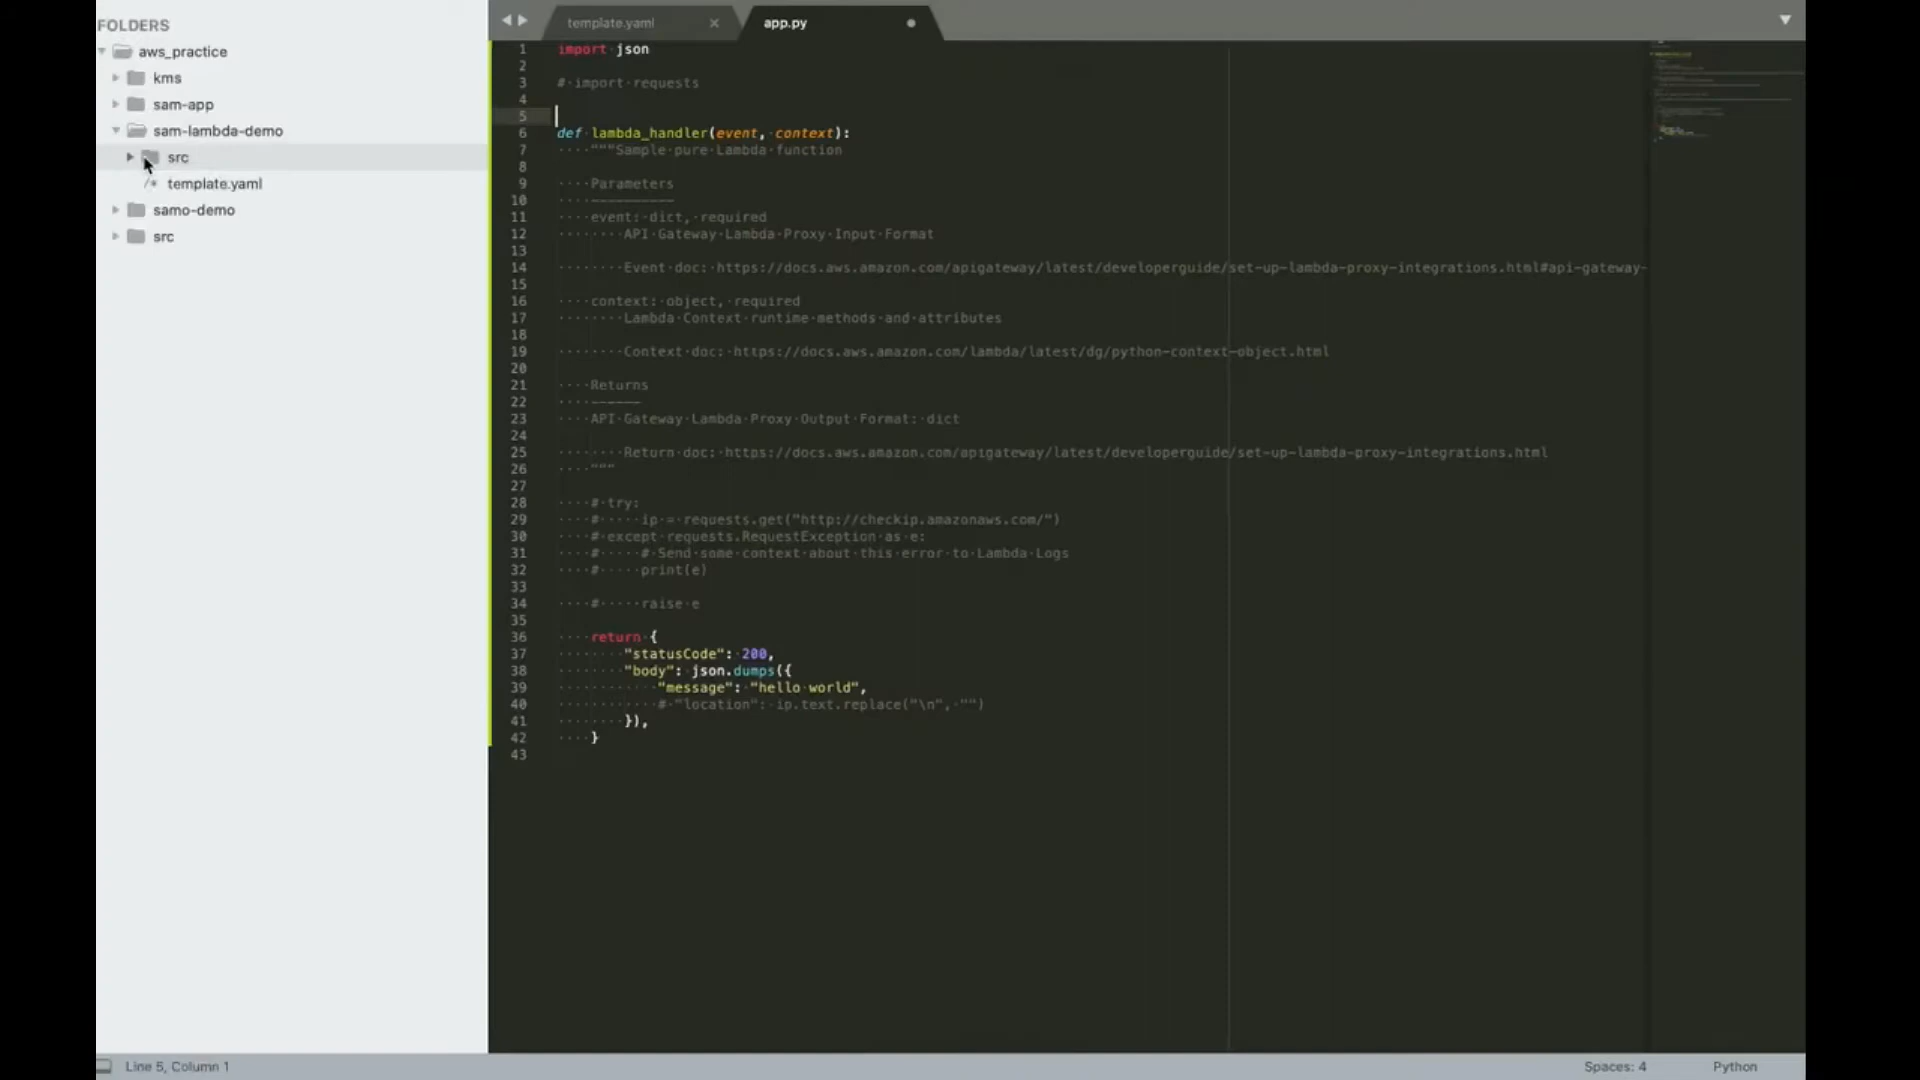 FOLDERS
aws_practice
kms
sam-app
sam-lambda-demo
src
template.yaml
samo-demo
src
template.yaml
app.py
1 import json
2
3 # import requests
4
5
6 def lambda_handler(event, context):
7 """Sample pure Lambda function
8
9 Parameters
10 ----------
11 event: dict, required
12 API Gateway Lambda Proxy Input Format
13
14 Event doc: https://docs.aws.amazon.com/apigateway/latest/developerguide/set-up-lambda-proxy-integrations.html#api-gateway-
15
16 context: object, required
17 Lambda Context runtime methods and attributes
18
19 Context doc: https://docs.aws.amazon.com/lambda/latest/dg/python-context-object.html
20
21 Returns
22 ------
23 API Gateway Lambda Proxy Output Format: dict
24
25 Return doc: https://docs.aws.amazon.com/apigateway/latest/developerguide/set-up-lambda-proxy-integrations.html
26 """
27
28 # try:
29 #     ip = requests.get("http://checkip.amazonaws.com/")
30 # except requests.RequestException as e:
31 #     # Send some context about this error to Lambda Logs
32 #     print(e)
33
34 #     raise e
35
36 return {
37 "statusCode": 200,
38 "body": json.dumps({
39 "message": "hello world",
40 # "location": ip.text.replace("\n", "")
41 }),
42 }
43
Line 5, Column 1
Spaces: 4
Python